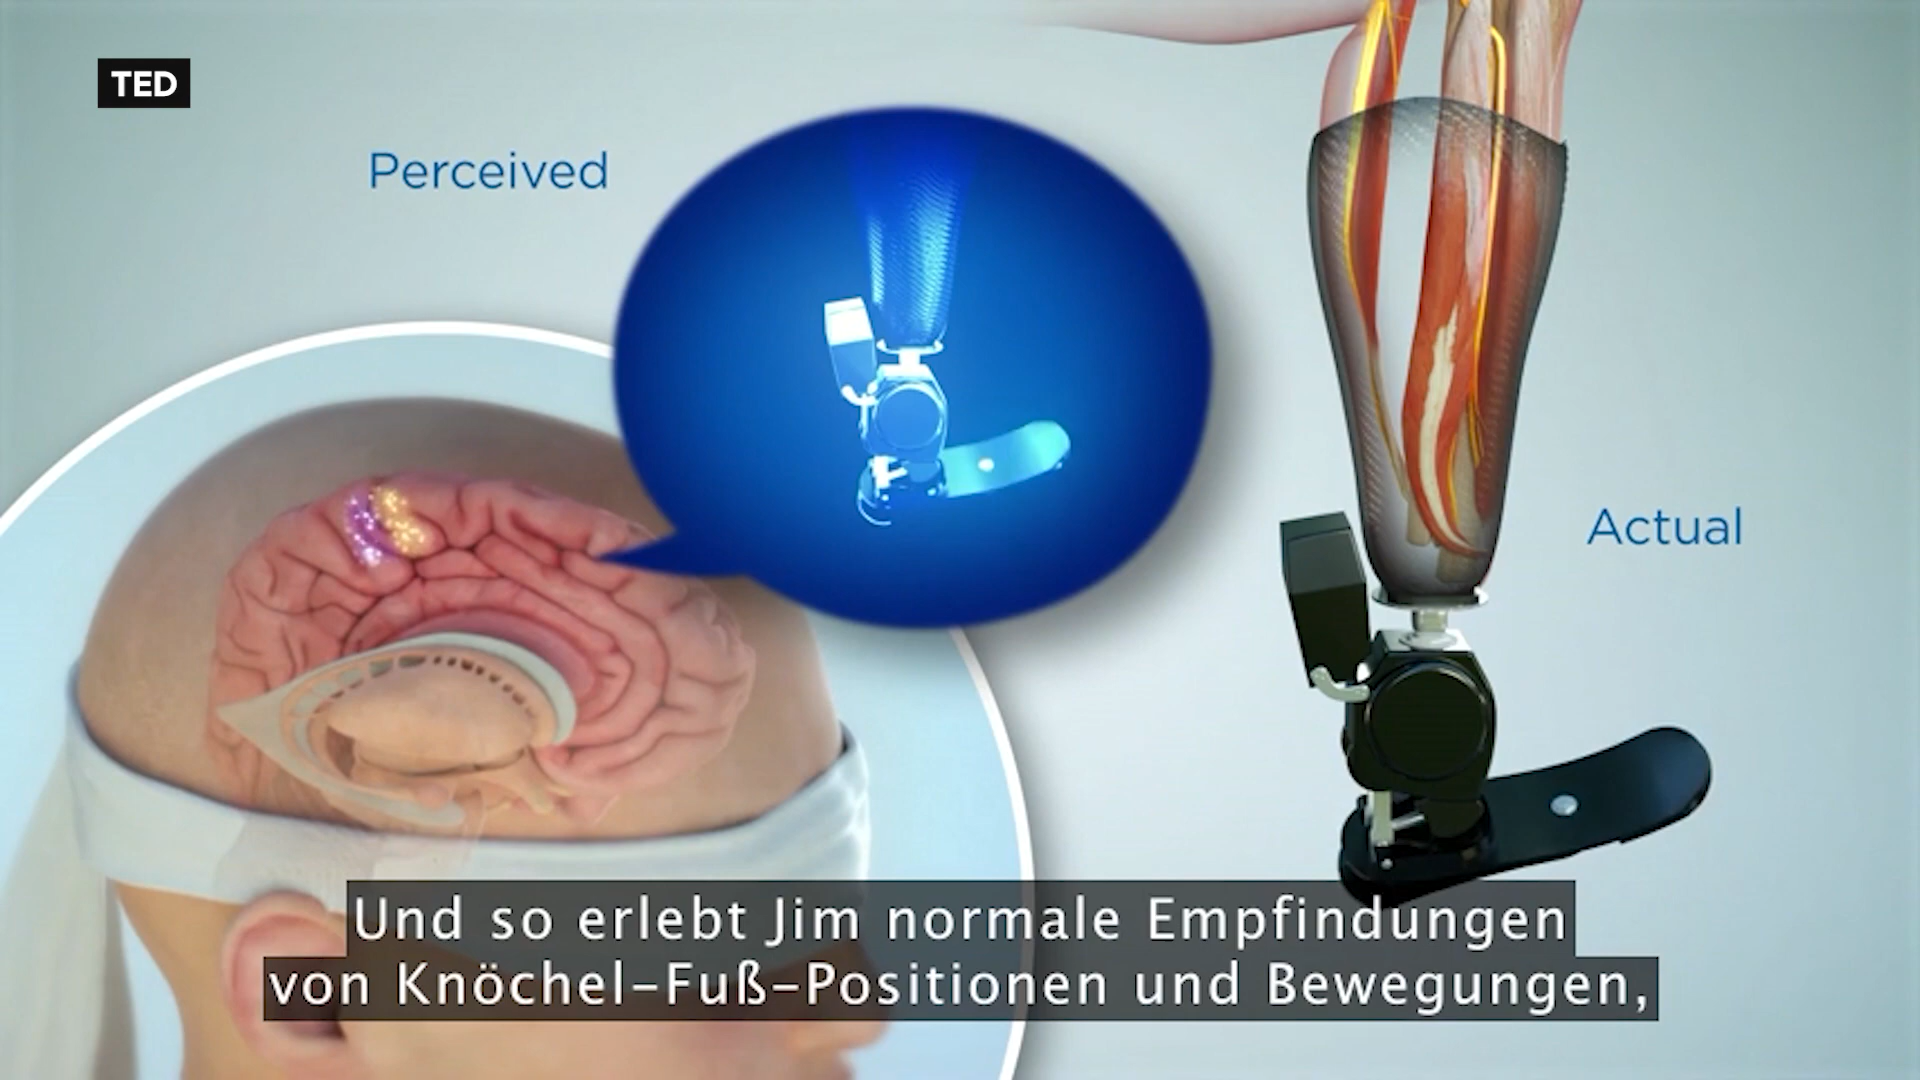 TED
Perceived
Actual
Und so erlebt Jim normale Empfindungen
von Knöchel-Fuß-Positionen und Bewegungen,